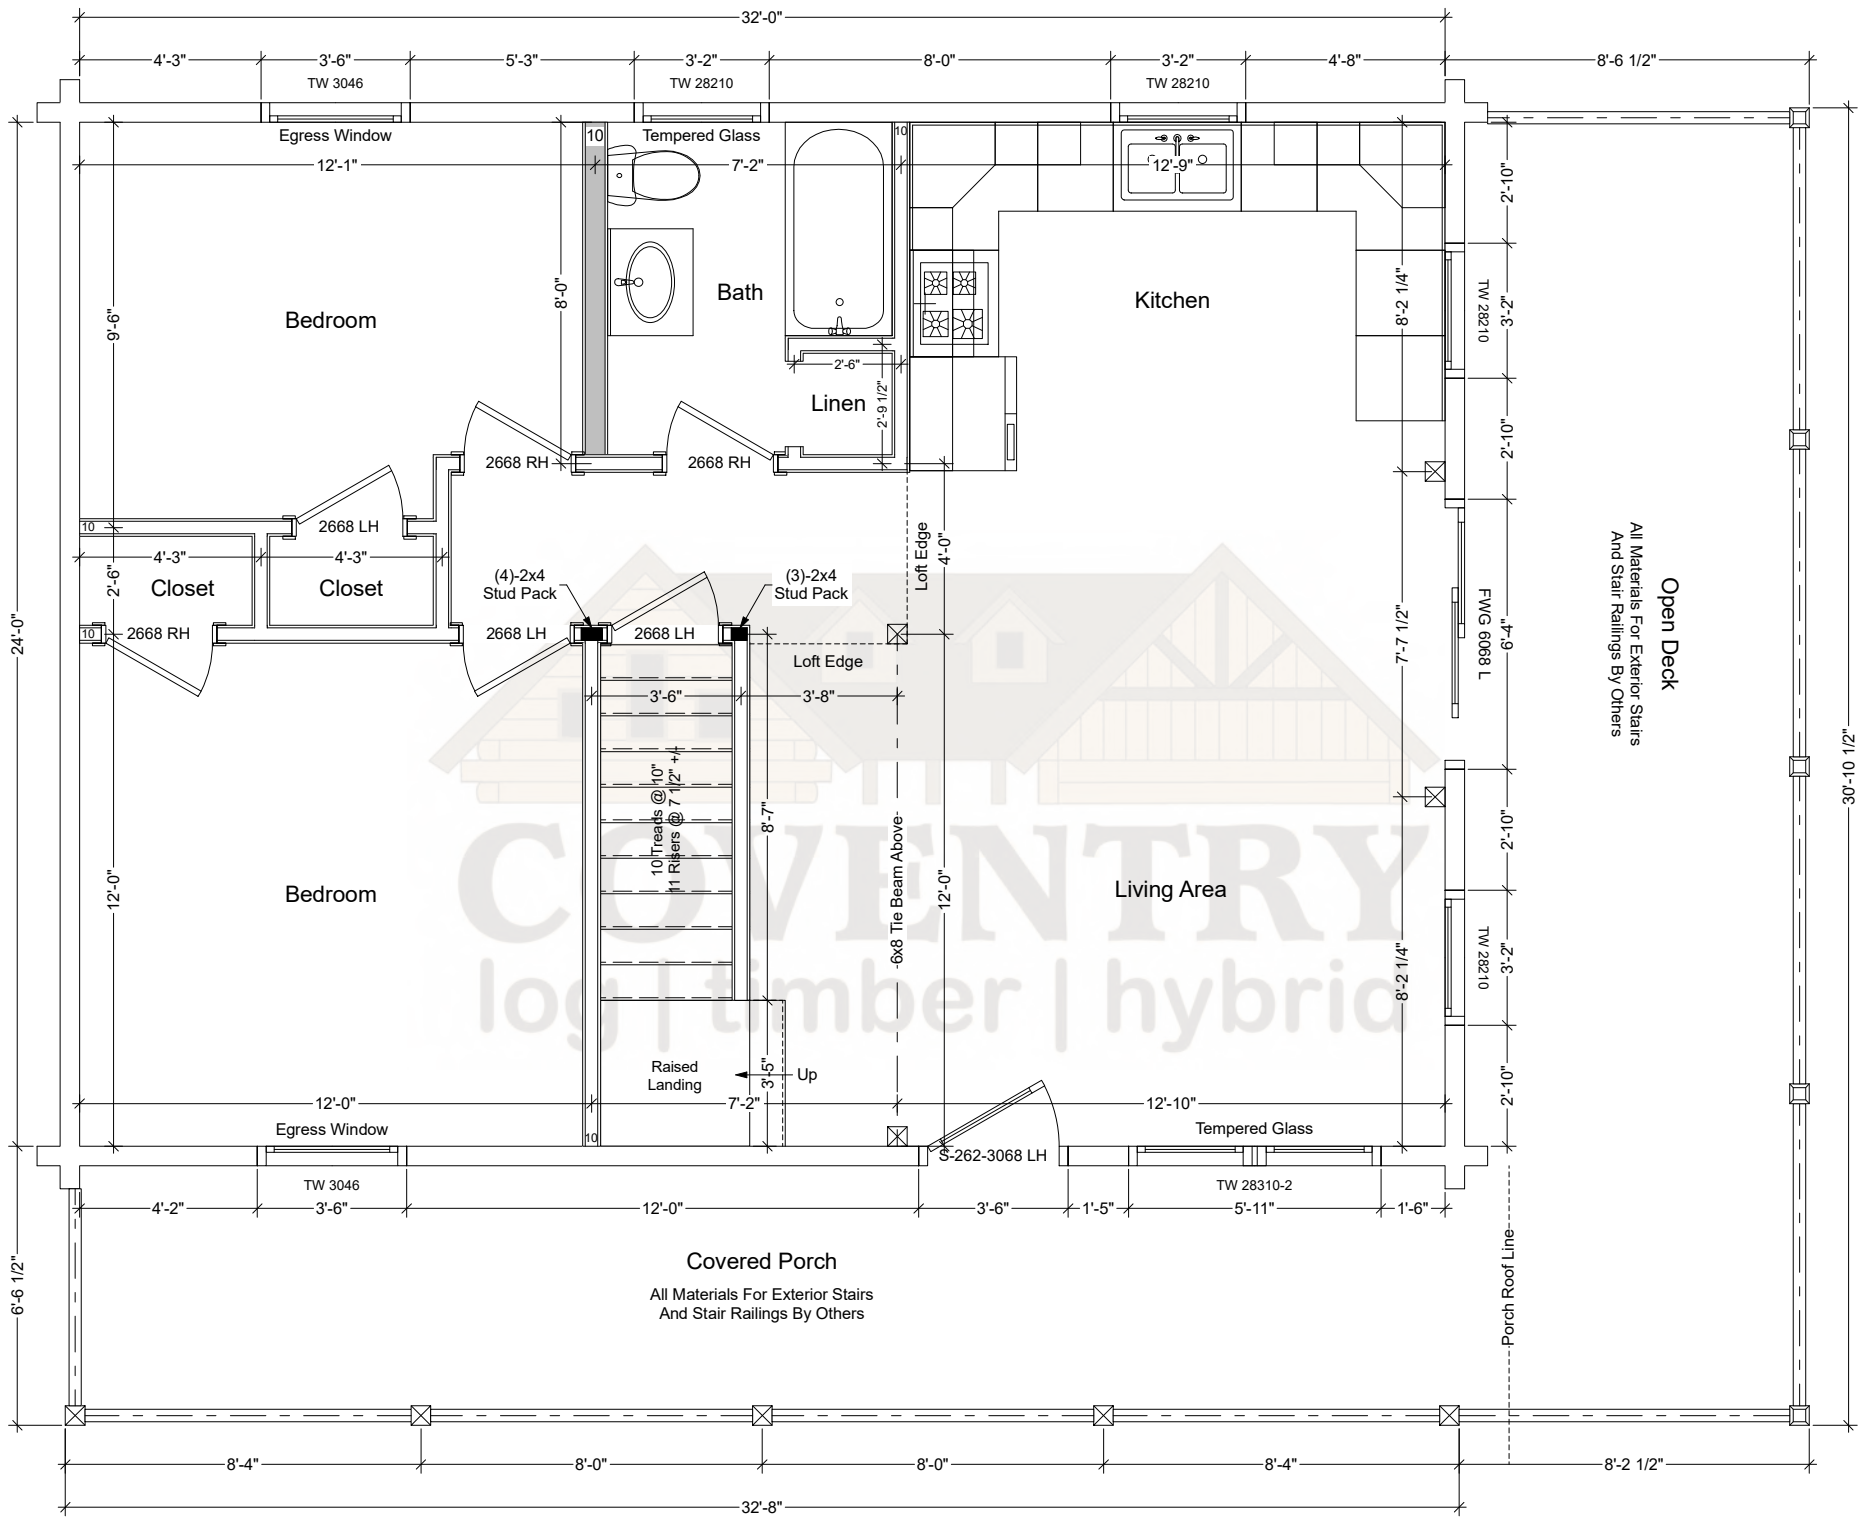 32'-0"
4'-3"
3'-6"
5'-3"
3'-2"
8'-0"
3'-2"
4'-8"
8'-6 1/2"
TW 3046
TW 28210
TW 28210
Egress Window
10
Tempered Glass
10
12'-1"
7'-2"
12'-9"
2'-10"
9'-6"
Bedroom
8'-0"
Bath
Kitchen
8'-2 1/4"
TW 28210
3'-2"
2'-6"
Linen
2'-9 1/2"
2'-10"
2668 RH
2668 RH
10
2668 LH
4'-3"
4'-3"
2'-6"
Closet
Closet
(4)-2x4
Stud Pack
(3)-2x4
Stud Pack
Loft Edge
4'-0"
24'-0"
10
2668 RH
2668 LH
2668 LH
Loft Edge
7'-7 1/2"
FWG 6068 L
6'-4"
Open Deck
All Materials For Exterior Stairs
And Stair Railings By Others
3'-6"
3'-8"
30'-10 1/2"
10 Treads @ 10"
11 Risers @ 7 1/2" +/-
8'-7"
6x8 Tie Beam Above
12'-0"
12'-0"
Bedroom
Living Area
2'-10"
COVENTRY
log | timber | hybrid
8'-2 1/4"
TW 28210
3'-2"
Raised
Landing
Up
3'-5"
2'-10"
12'-0"
7'-2"
12'-10"
Egress Window
10
Tempered Glass
S-262-3068 LH
TW 3046
TW 28310-2
4'-2"
3'-6"
12'-0"
3'-6"
1'-5"
5'-11"
1'-6"
6'-6 1/2"
Covered Porch
All Materials For Exterior Stairs
And Stair Railings By Others
Porch Roof Line
8'-4"
8'-0"
8'-0"
8'-4"
8'-2 1/2"
32'-8"